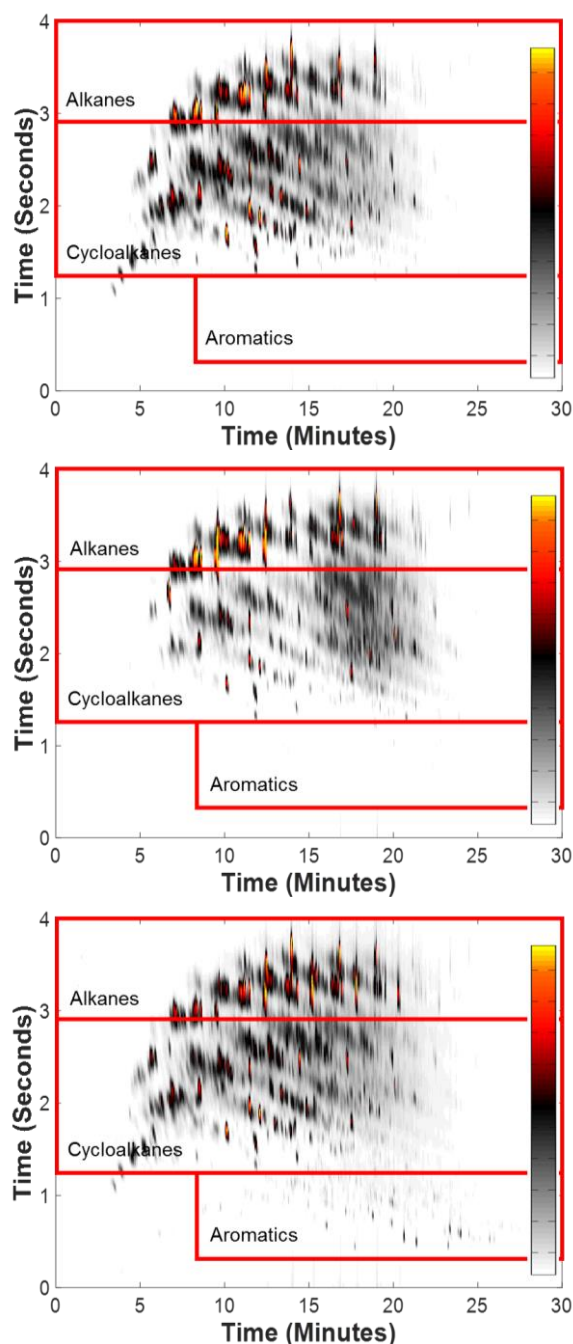 4
Alkanes
3
Time (Seconds)
2
Cycloalkanes
1
Aromatics
0
0 5 10 15 20 25 30
Time (Minutes)
4
Alkanes
3
Time (Seconds)
2
Cycloalkanes
1
Aromatics
0
0 5 10 15 20 25 30
Time (Minutes)
4
Alkanes
3
Time (Seconds)
2
Cycloalkanes
1
Aromatics
0
0 5 10 15 20 25 30
Time (Minutes)